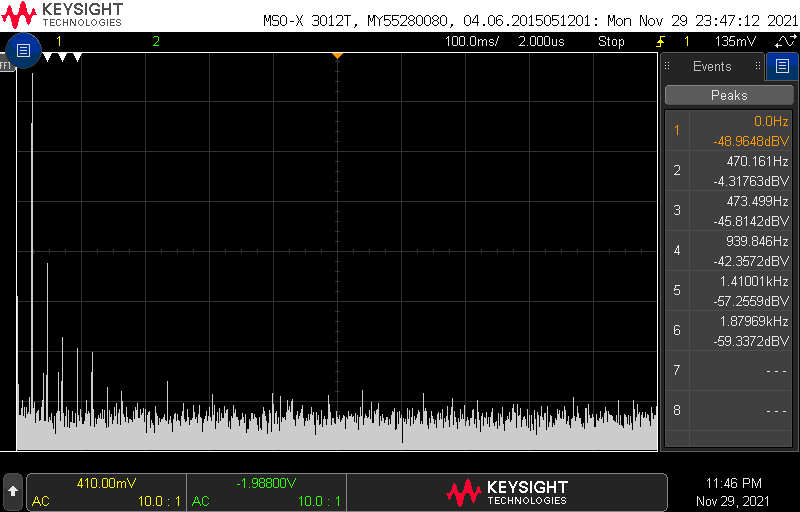 KEYSIGHT
TECHNOLOGIES
MSO-X 3012T, MY55280080, 04.06.2015051201: Mon Nov 29 23:47:12 2021
1 2 100.0ms/ 2.000us Stop 1 135mV
FFT
Events
Peaks
1 0.0Hz
-48.9648dBV
2 470.161Hz
-4.31763dBV
3 473.499Hz
-45.8142dBV
4 939.846Hz
-42.3572dBV
5 1.41001kHz
-57.2559dBV
6 1.87969kHz
-59.3372dBV
7 ---
8 ---
410.00mV -1.98800V
AC 10.0 : 1 AC 10.0 : 1
KEYSIGHT
TECHNOLOGIES
11:46 PM
Nov 29, 2021